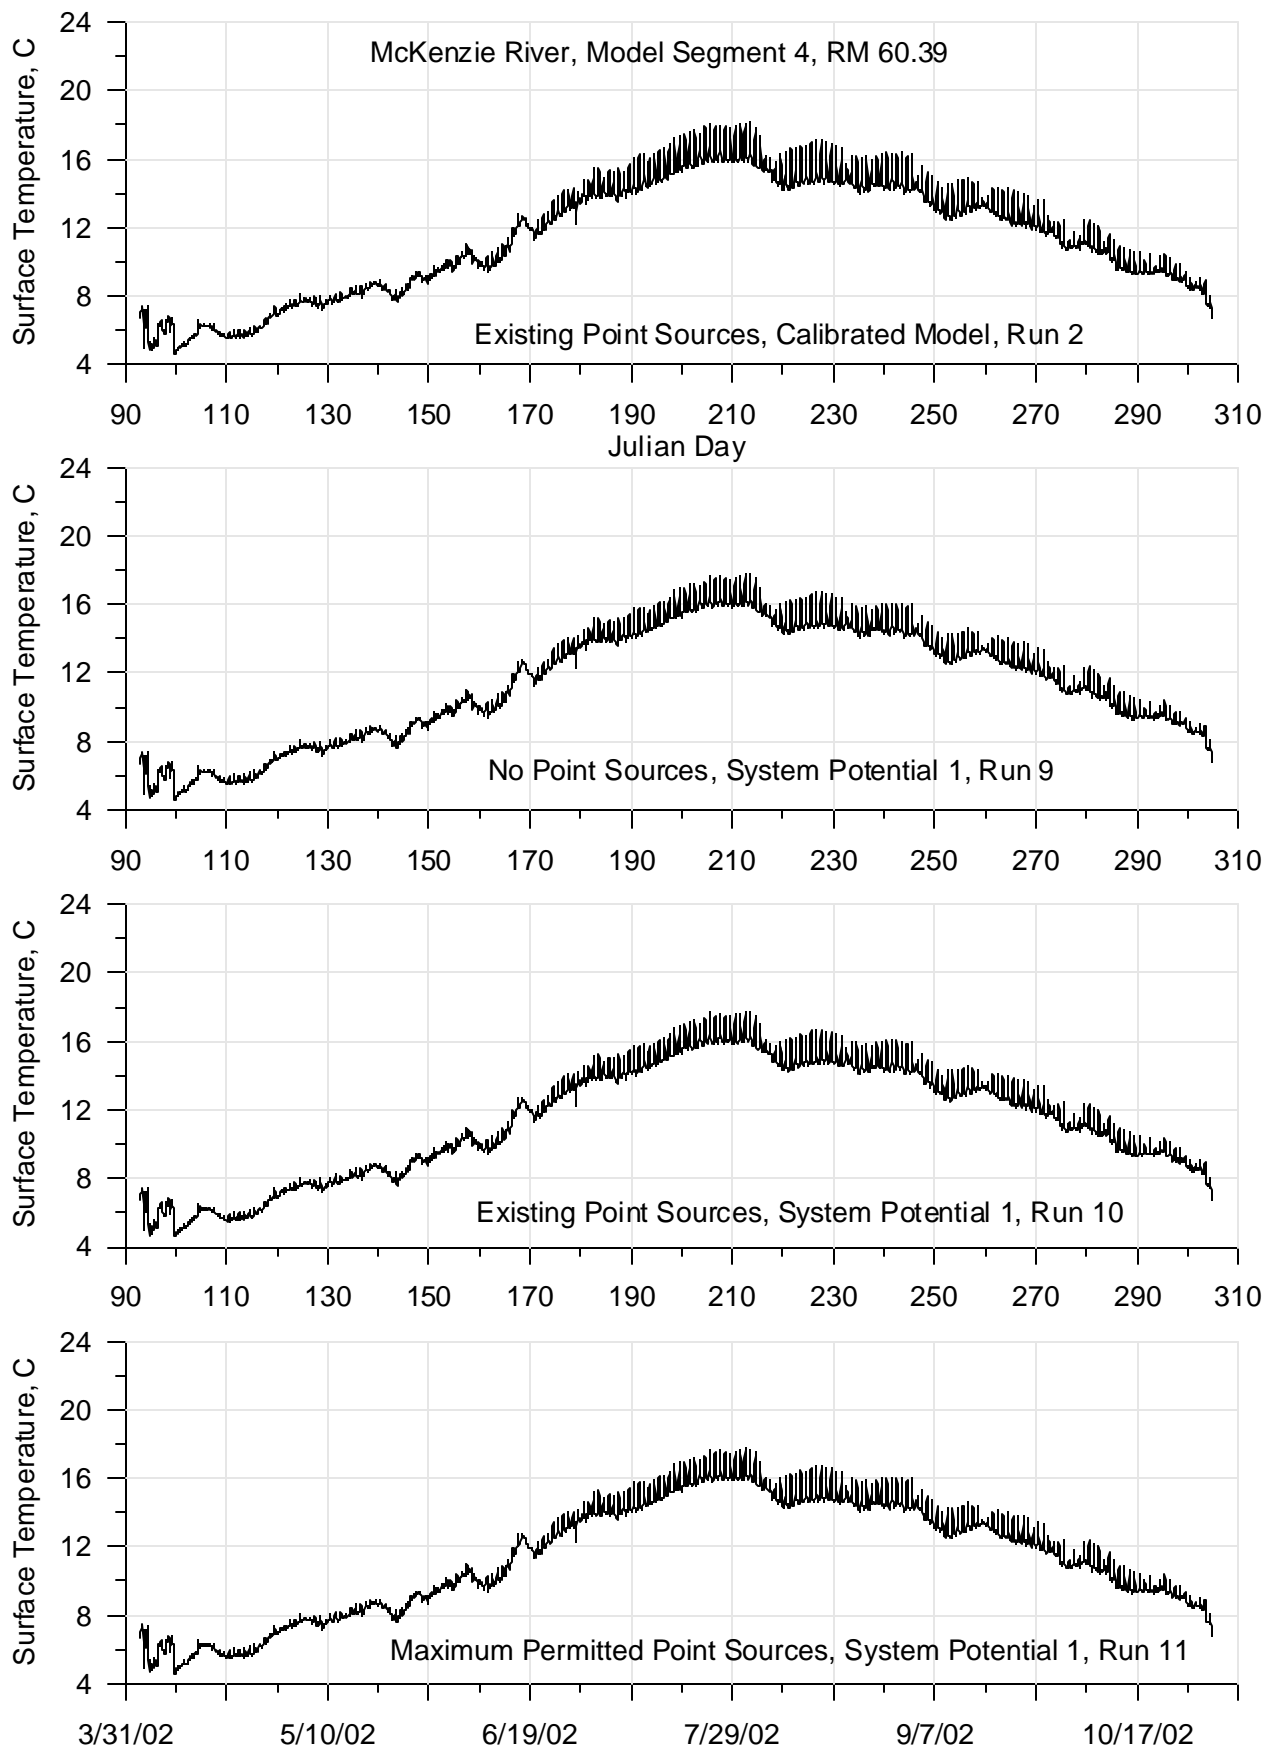 McKenzie River, Model Segment 4, RM 60.39
Surface Temperature, C
24
20
16
12
8
4
Existing Point Sources, Calibrated Model, Run 2
90 110 130 150 170 190 210 230 250 270 290 310
Julian Day
Surface Temperature, C
24
20
16
12
8
4
No Point Sources, System Potential 1, Run 9
90 110 130 150 170 190 210 230 250 270 290 310
Surface Temperature, C
24
20
16
12
8
4
Existing Point Sources, System Potential 1, Run 10
90 110 130 150 170 190 210 230 250 270 290 310
Surface Temperature, C
24
20
16
12
8
4
Maximum Permitted Point Sources, System Potential 1, Run 11
3/31/02 5/10/02 6/19/02 7/29/02 9/7/02 10/17/02